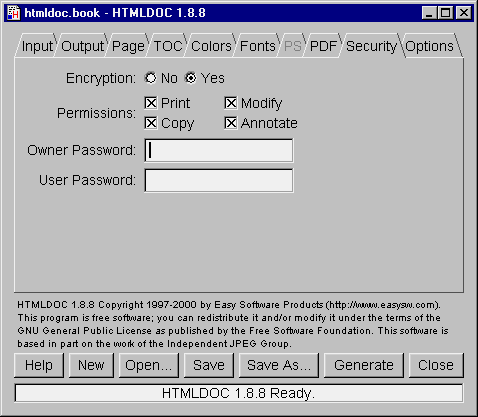 htmldoc.book - HTMLDOC 1.8.8
Input Output Page TOC Colors Fonts PS PDF Security Options
Encryption: No Yes
Permissions: Print Modify
Copy Annotate
Owner Password:
User Password:
HTMLDOC 1.8.8 Copyright 1997-2000 by Easy Software Products (http://www.easysw.com).
This program is free software; you can redistribute it and/or modify it under the terms of the
GNU General Public License as published by the Free Software Foundation. This software is
based in part on the work of the Independent JPEG Group.
Help New Open... Save Save As... Generate Close
HTMLDOC 1.8.8 Ready.